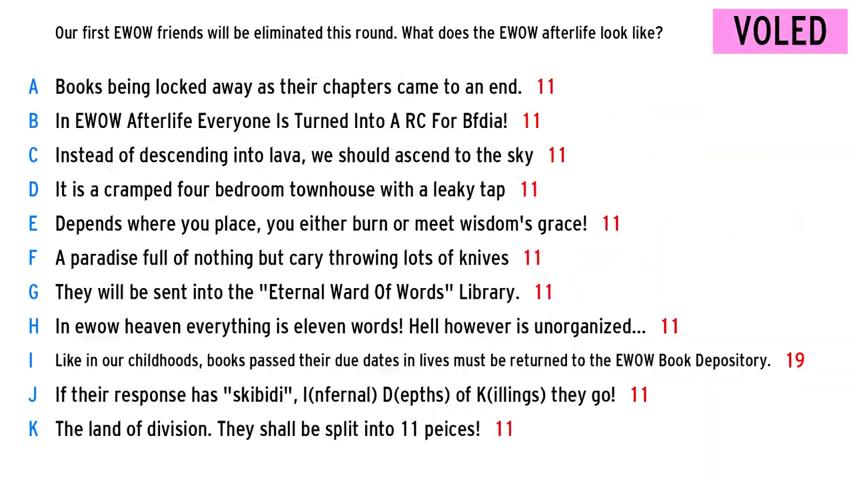 Our first EWOW friends will be eliminated this round. What does the EWOW afterlife look like?
VOLED
A Books being locked away as their chapters came to an end. 11
B In EWOW Afterlife Everyone Is Turned Into A RC For Bfdia! 11
C Instead of descending into lava, we should ascend to the sky 11
D It is a cramped four bedroom townhouse with a leaky tap 11
E Depends where you place, you either burn or meet wisdom's grace! 11
F A paradise full of nothing but cary throwing lots of knives 11
G They will be sent into the "Eternal Ward Of Words" Library. 11
H In ewow heaven everything is eleven words! Hell however is unorganized... 11
I Like in our childhoods, books passed their due dates in lives must be returned to the EWOW Book Depository. 19
J If their response has "skibidi", I(nfernal) D(epths) of K(illings) they go! 11
K The land of division. They shall be split into 11 peices! 11